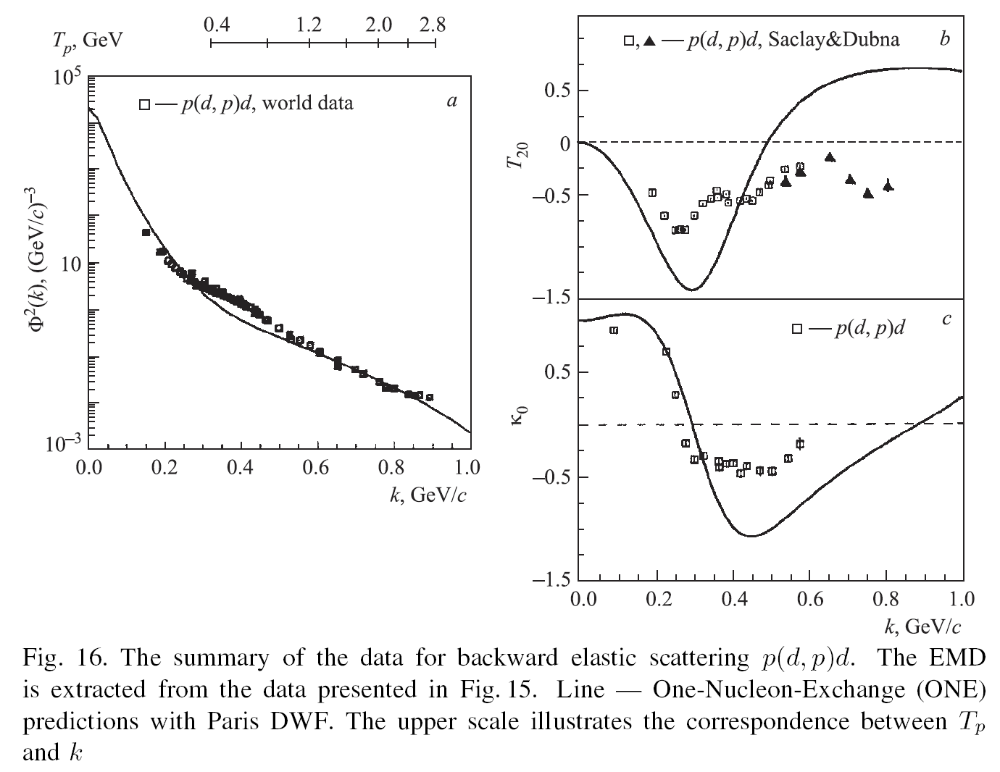 T_p, GeV
0.4 1.2 2.0 2.8
10^5
p(d, p)d, world data a
10
10^{−3}
Φ^2(k), (GeV/c)^{−3}
0.0 0.2 0.4 0.6 0.8 1.0
k, GeV/c
p(d, p)d, Saclay&Dubna b
0.5
0
−0.5
−1.5
T_{20}
p(d, p)d c
0.5
−0.5
−1.5
κ_0
0.0 0.2 0.4 0.6 0.8 1.0
k, GeV/c
Fig. 16. The summary of the data for backward elastic scattering p(d, p)d. The EMD
is extracted from the data presented in Fig. 15. Line — One-Nucleon-Exchange (ONE)
predictions with Paris DWF. The upper scale illustrates the correspondence between T_p
and k